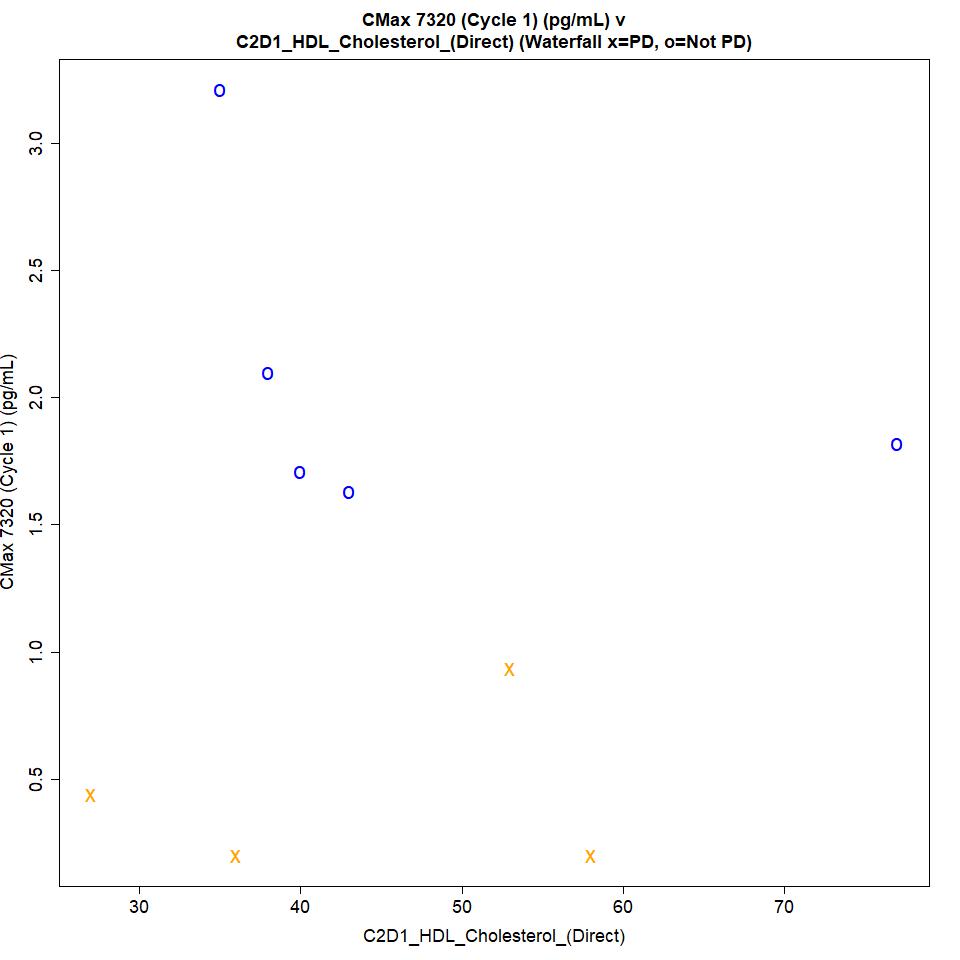 CMax 7320 (Cycle 1) (pg/mL) v
C2D1_HDL_Cholesterol_(Direct) (Waterfall x=PD, o=Not PD)
CMax 7320 (Cycle 1) (pg/mL)
3.0
2.5
2.0
1.5
1.0
0.5
O
O
O
O
O
X
X
X
X
30
40
50
60
70
C2D1_HDL_Cholesterol_(Direct)